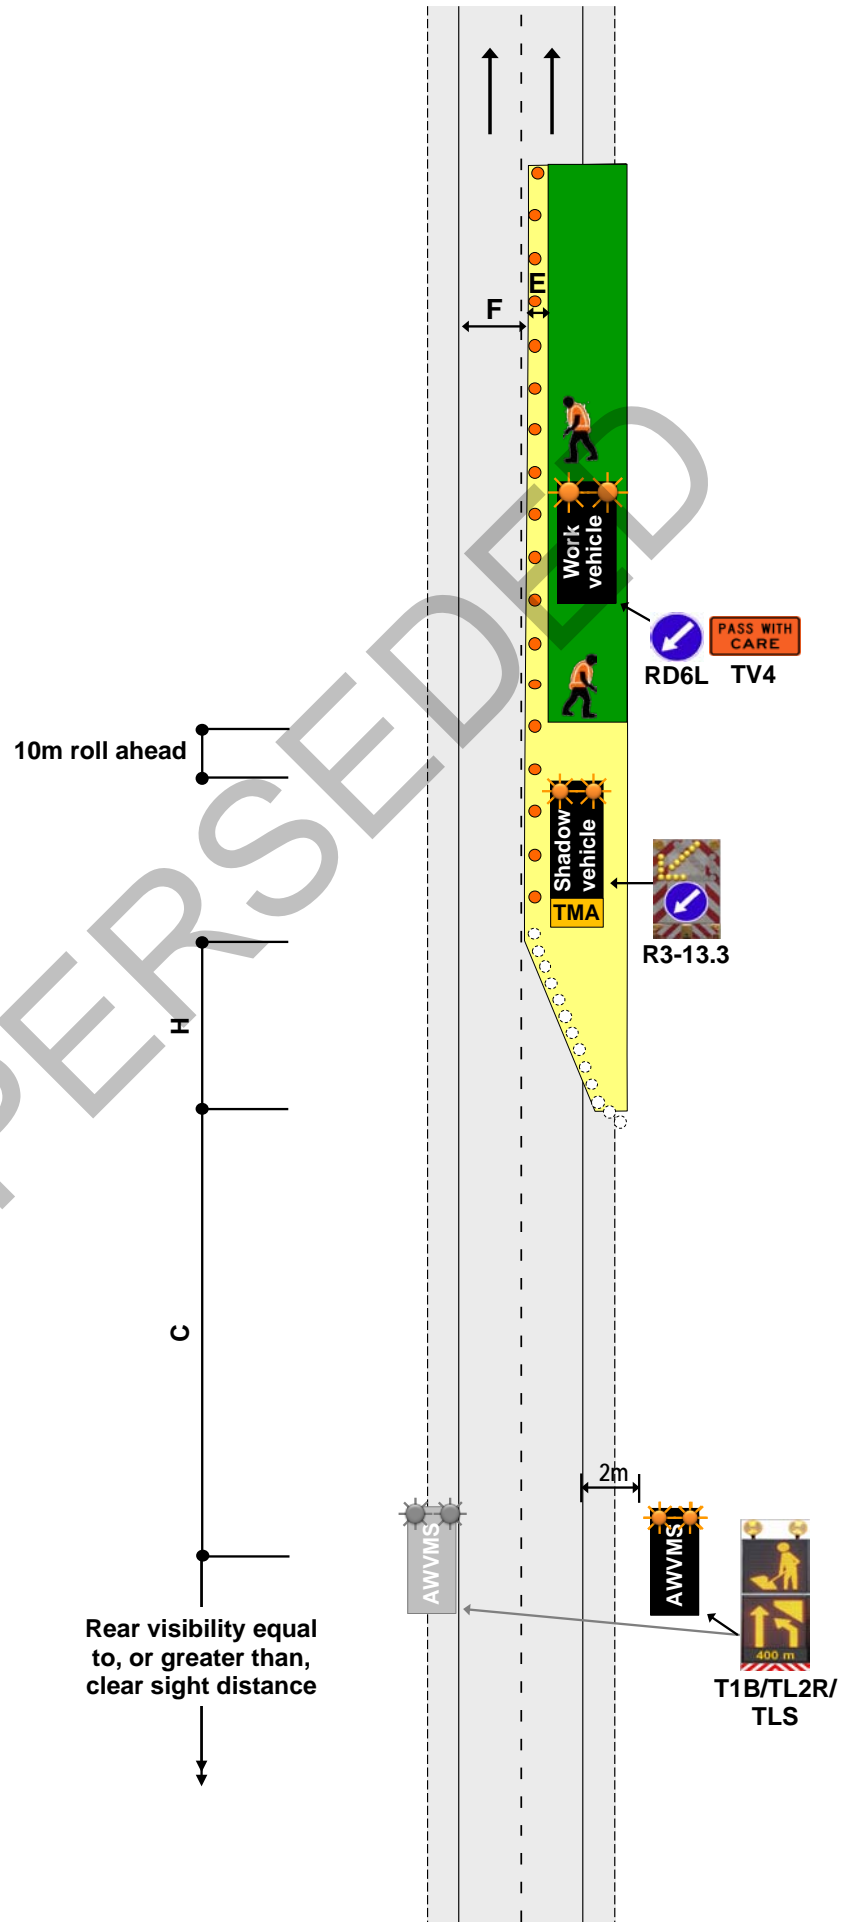 E
F
Work
vehicle
PASS WITH
CARE
RD6L
TV4
10m roll ahead
Shadow
vehicle
TMA
R3-13.3
H
C
2m
AWVMS
AWVMS
400 m
Rear visibility equal
to, or greater than,
clear sight distance
T1B/TL2R/
TLS
PERSEDED